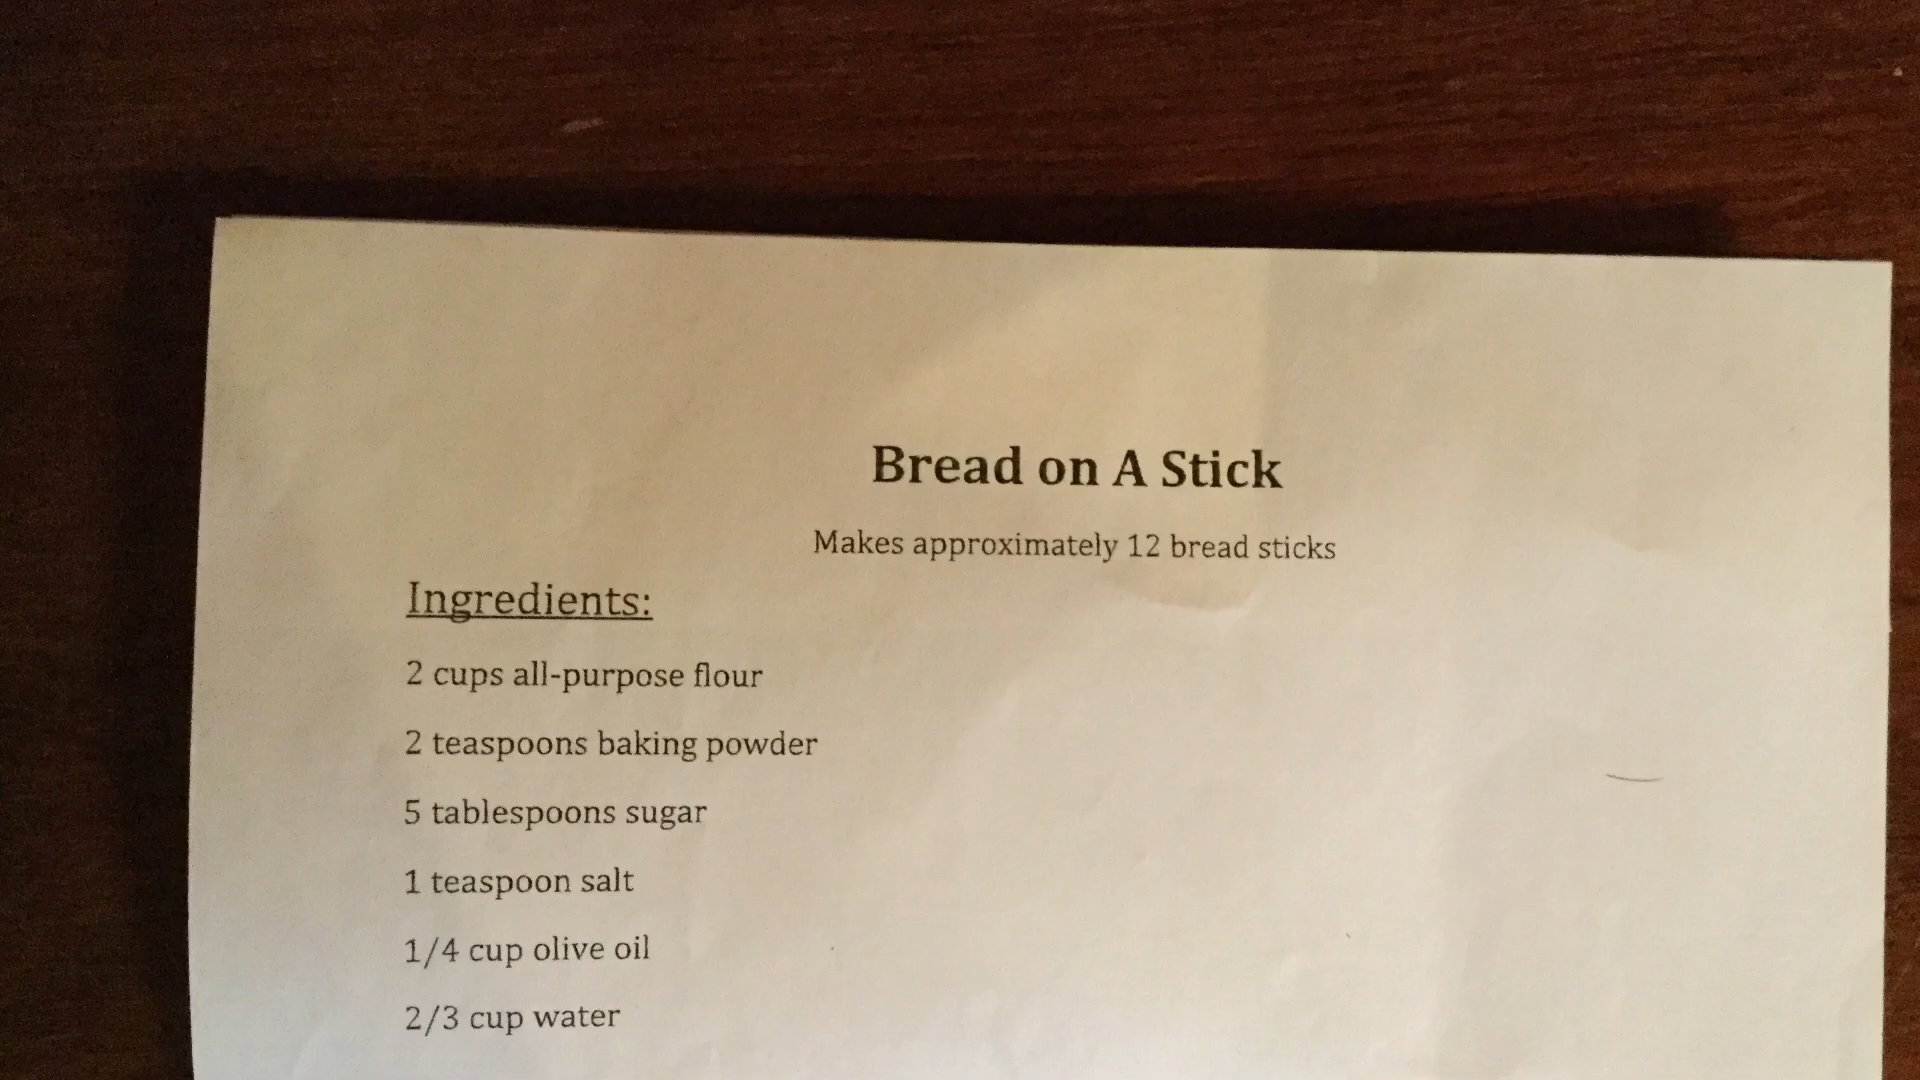 Bread on A Stick
Makes approximately 12 bread sticks
Ingredients:
2 cups all-purpose flour
2 teaspoons baking powder
5 tablespoons sugar
1 teaspoon salt
1/4 cup olive oil
2/3 cup water